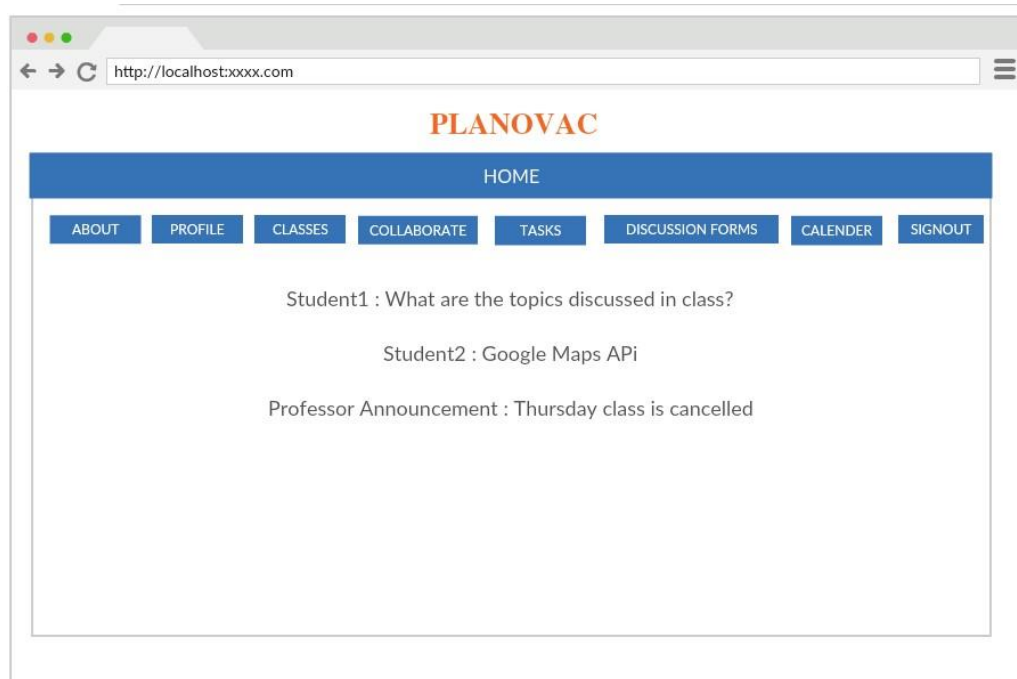 http://localhost:xxxx.com
PLANOVAC
HOME
ABOUT PROFILE CLASSES COLLABORATE TASKS DISCUSSION FORMS CALENDER SIGNOUT
Student1 : What are the topics discussed in class?
Student2 : Google Maps APi
Professor Announcement : Thursday class is cancelled